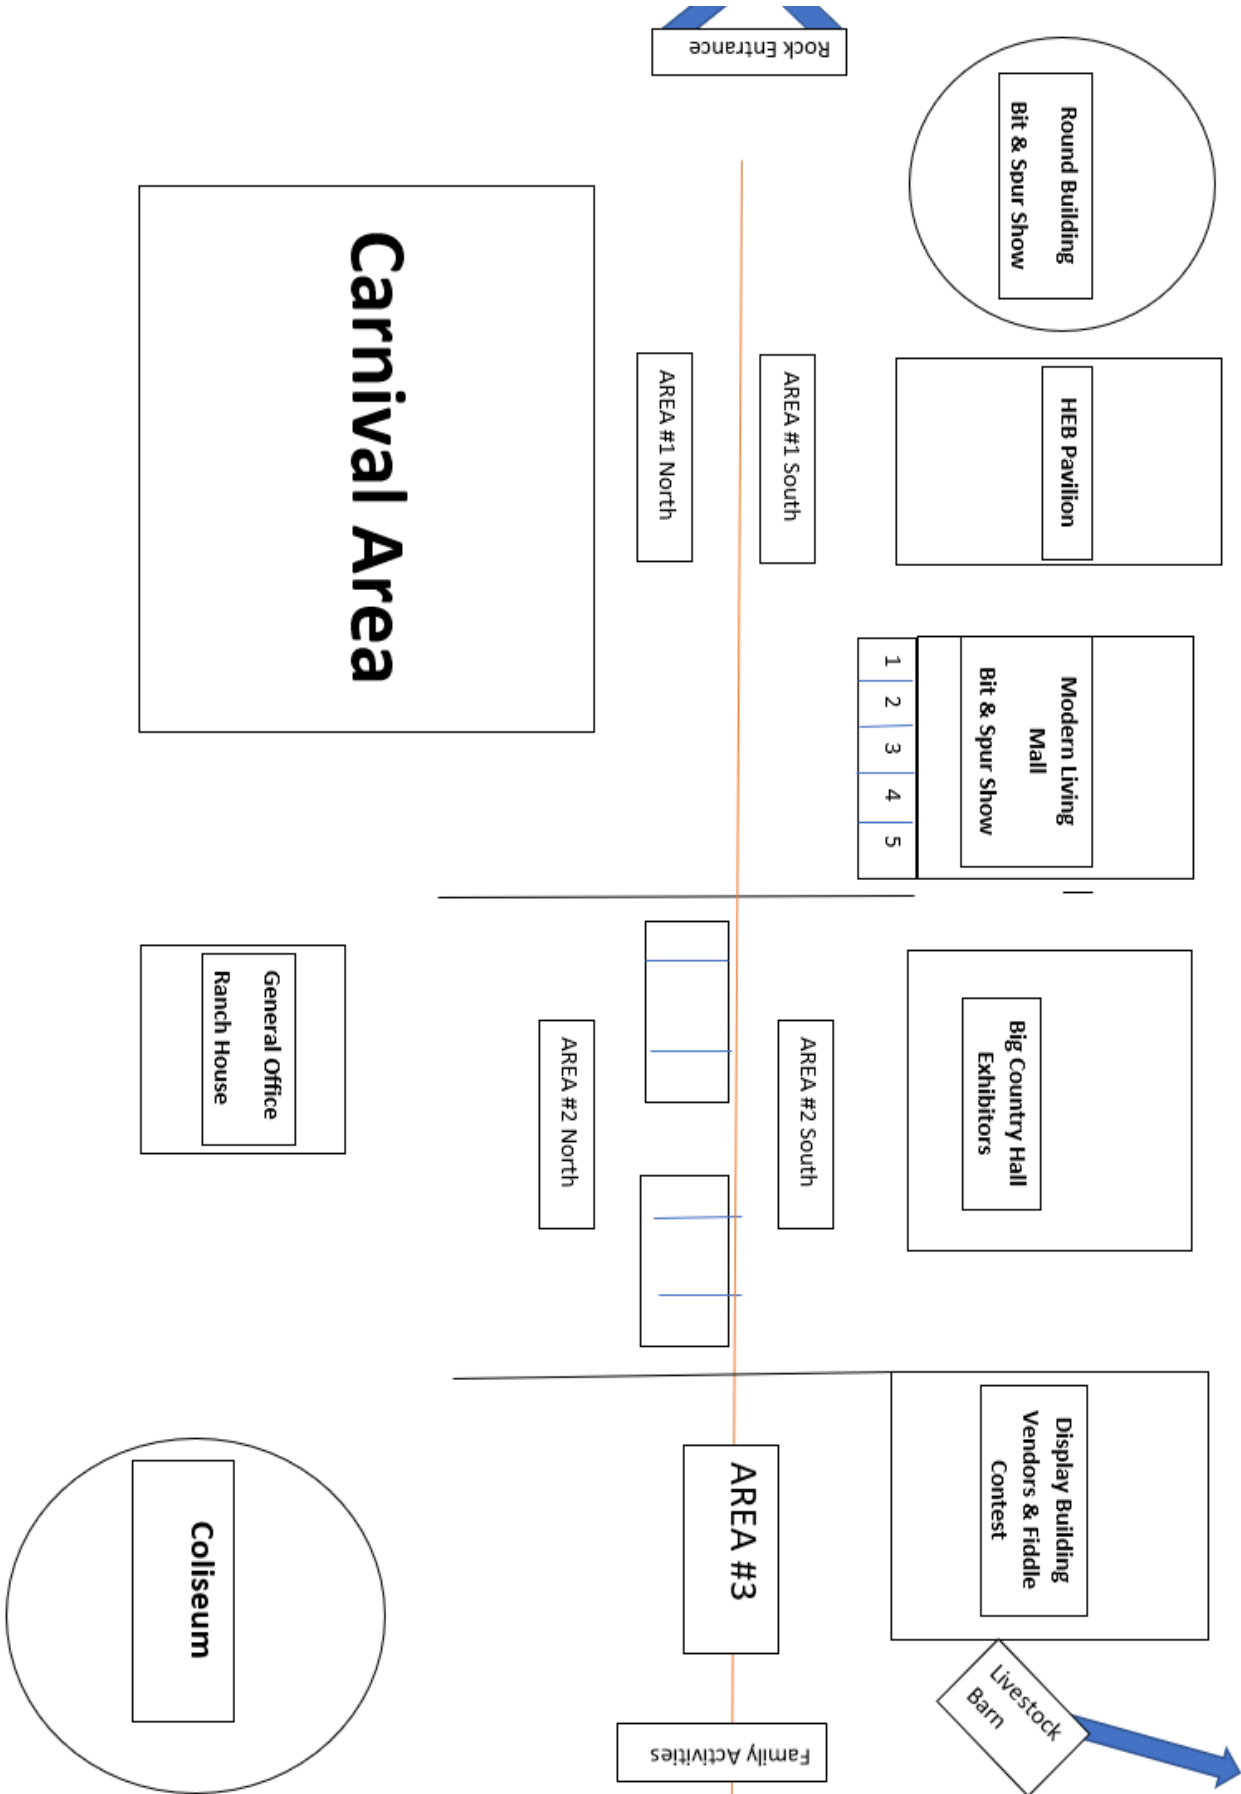 Rock Entrance
Round Building
Bit & Spur Show
HEB Pavilion
AREA #1 South
AREA #1 North
Carnival Area
Modern Living
Mall
Bit & Spur Show
1
2
3
4
5
Big Country Hall
Exhibitors
AREA #2 South
AREA #2 North
General Office
Ranch House
Display Building
Vendors & Fiddle
Contest
AREA #3
Coliseum
Livestock
Barn
Family Activities